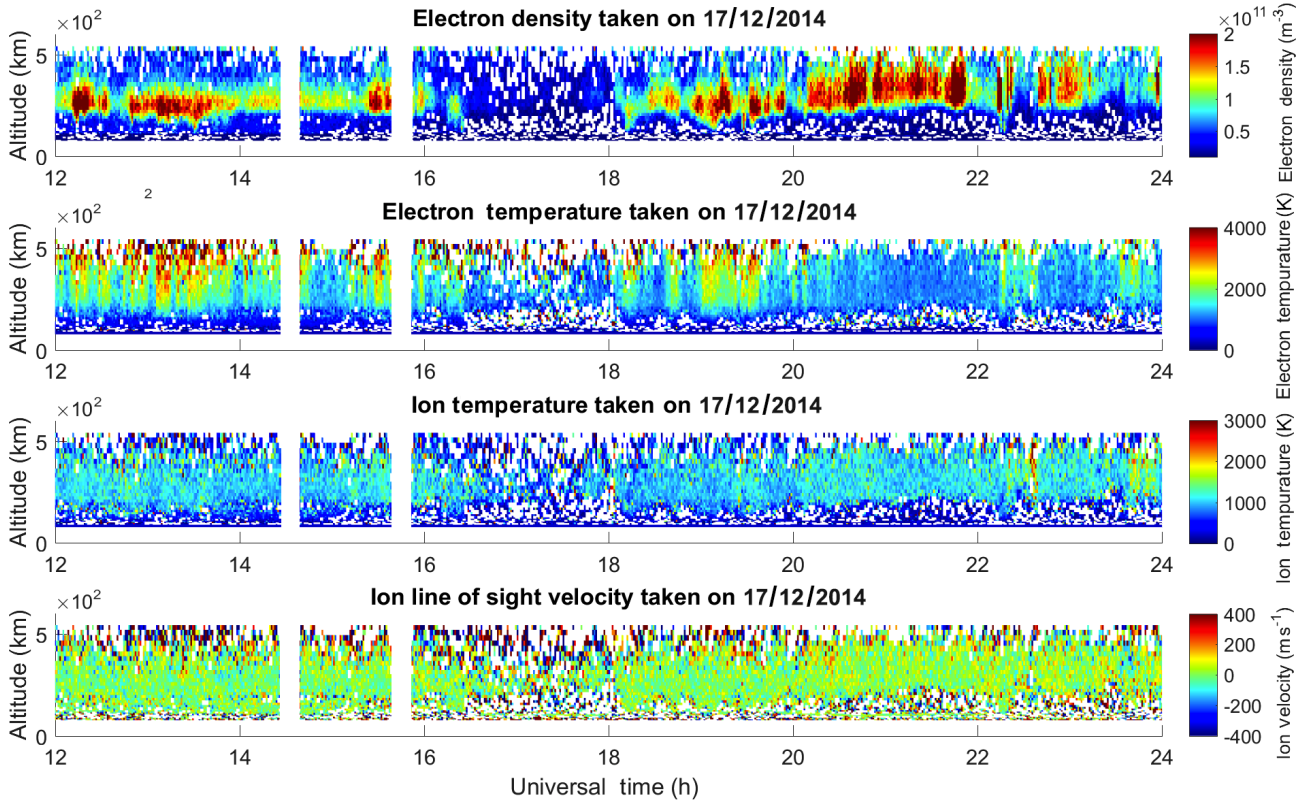 Electron density taken on 17/12/2014
×10²
×10¹¹
Altitude (km)
5
0
12 14 16 18 20 22 24
2
1.5
1
0.5
Electron density (m⁻³)
2
Electron temperature taken on 17/12/2014
×10²
Altitude (km)
5
0
12 14 16 18 20 22 24
4000
2000
0
Electron tempurature (K)
Ion temperature taken on 17/12/2014
×10²
Altitude (km)
5
0
12 14 16 18 20 22 24
3000
2000
1000
0
Ion temperature (K)
Ion line of sight velocity taken on 17/12/2014
×10²
Altitude (km)
5
0
12 14 16 18 20 22 24
400
200
0
-200
-400
Ion velocity (ms⁻¹)
Universal time (h)